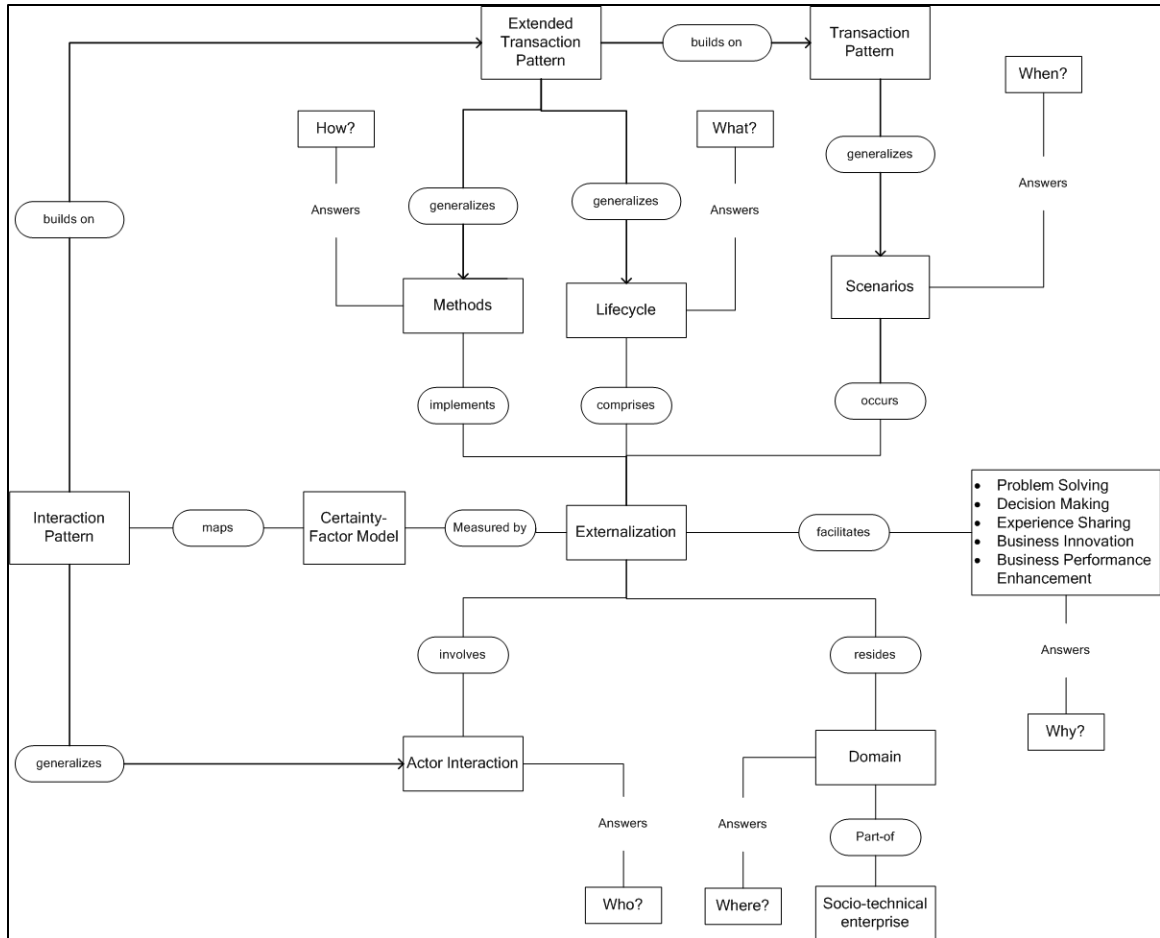 Extended
Transaction
Pattern
builds on
Transaction
Pattern
When?
How?
What?
generalizes
Answers
builds on
Answers
generalizes
generalizes
Answers
Methods
Lifecycle
Scenarios
implements
comprises
occurs
Interaction
Pattern
maps
Certainty-
Factor Model
Measured by
Externalization
facilitates
• Problem Solving
• Decision Making
• Experience Sharing
• Business Innovation
• Business Performance
Enhancement
involves
resides
Answers
generalizes
Actor Interaction
Domain
Why?
Answers
Answers
Part-of
Who?
Where?
Socio-technical
enterprise